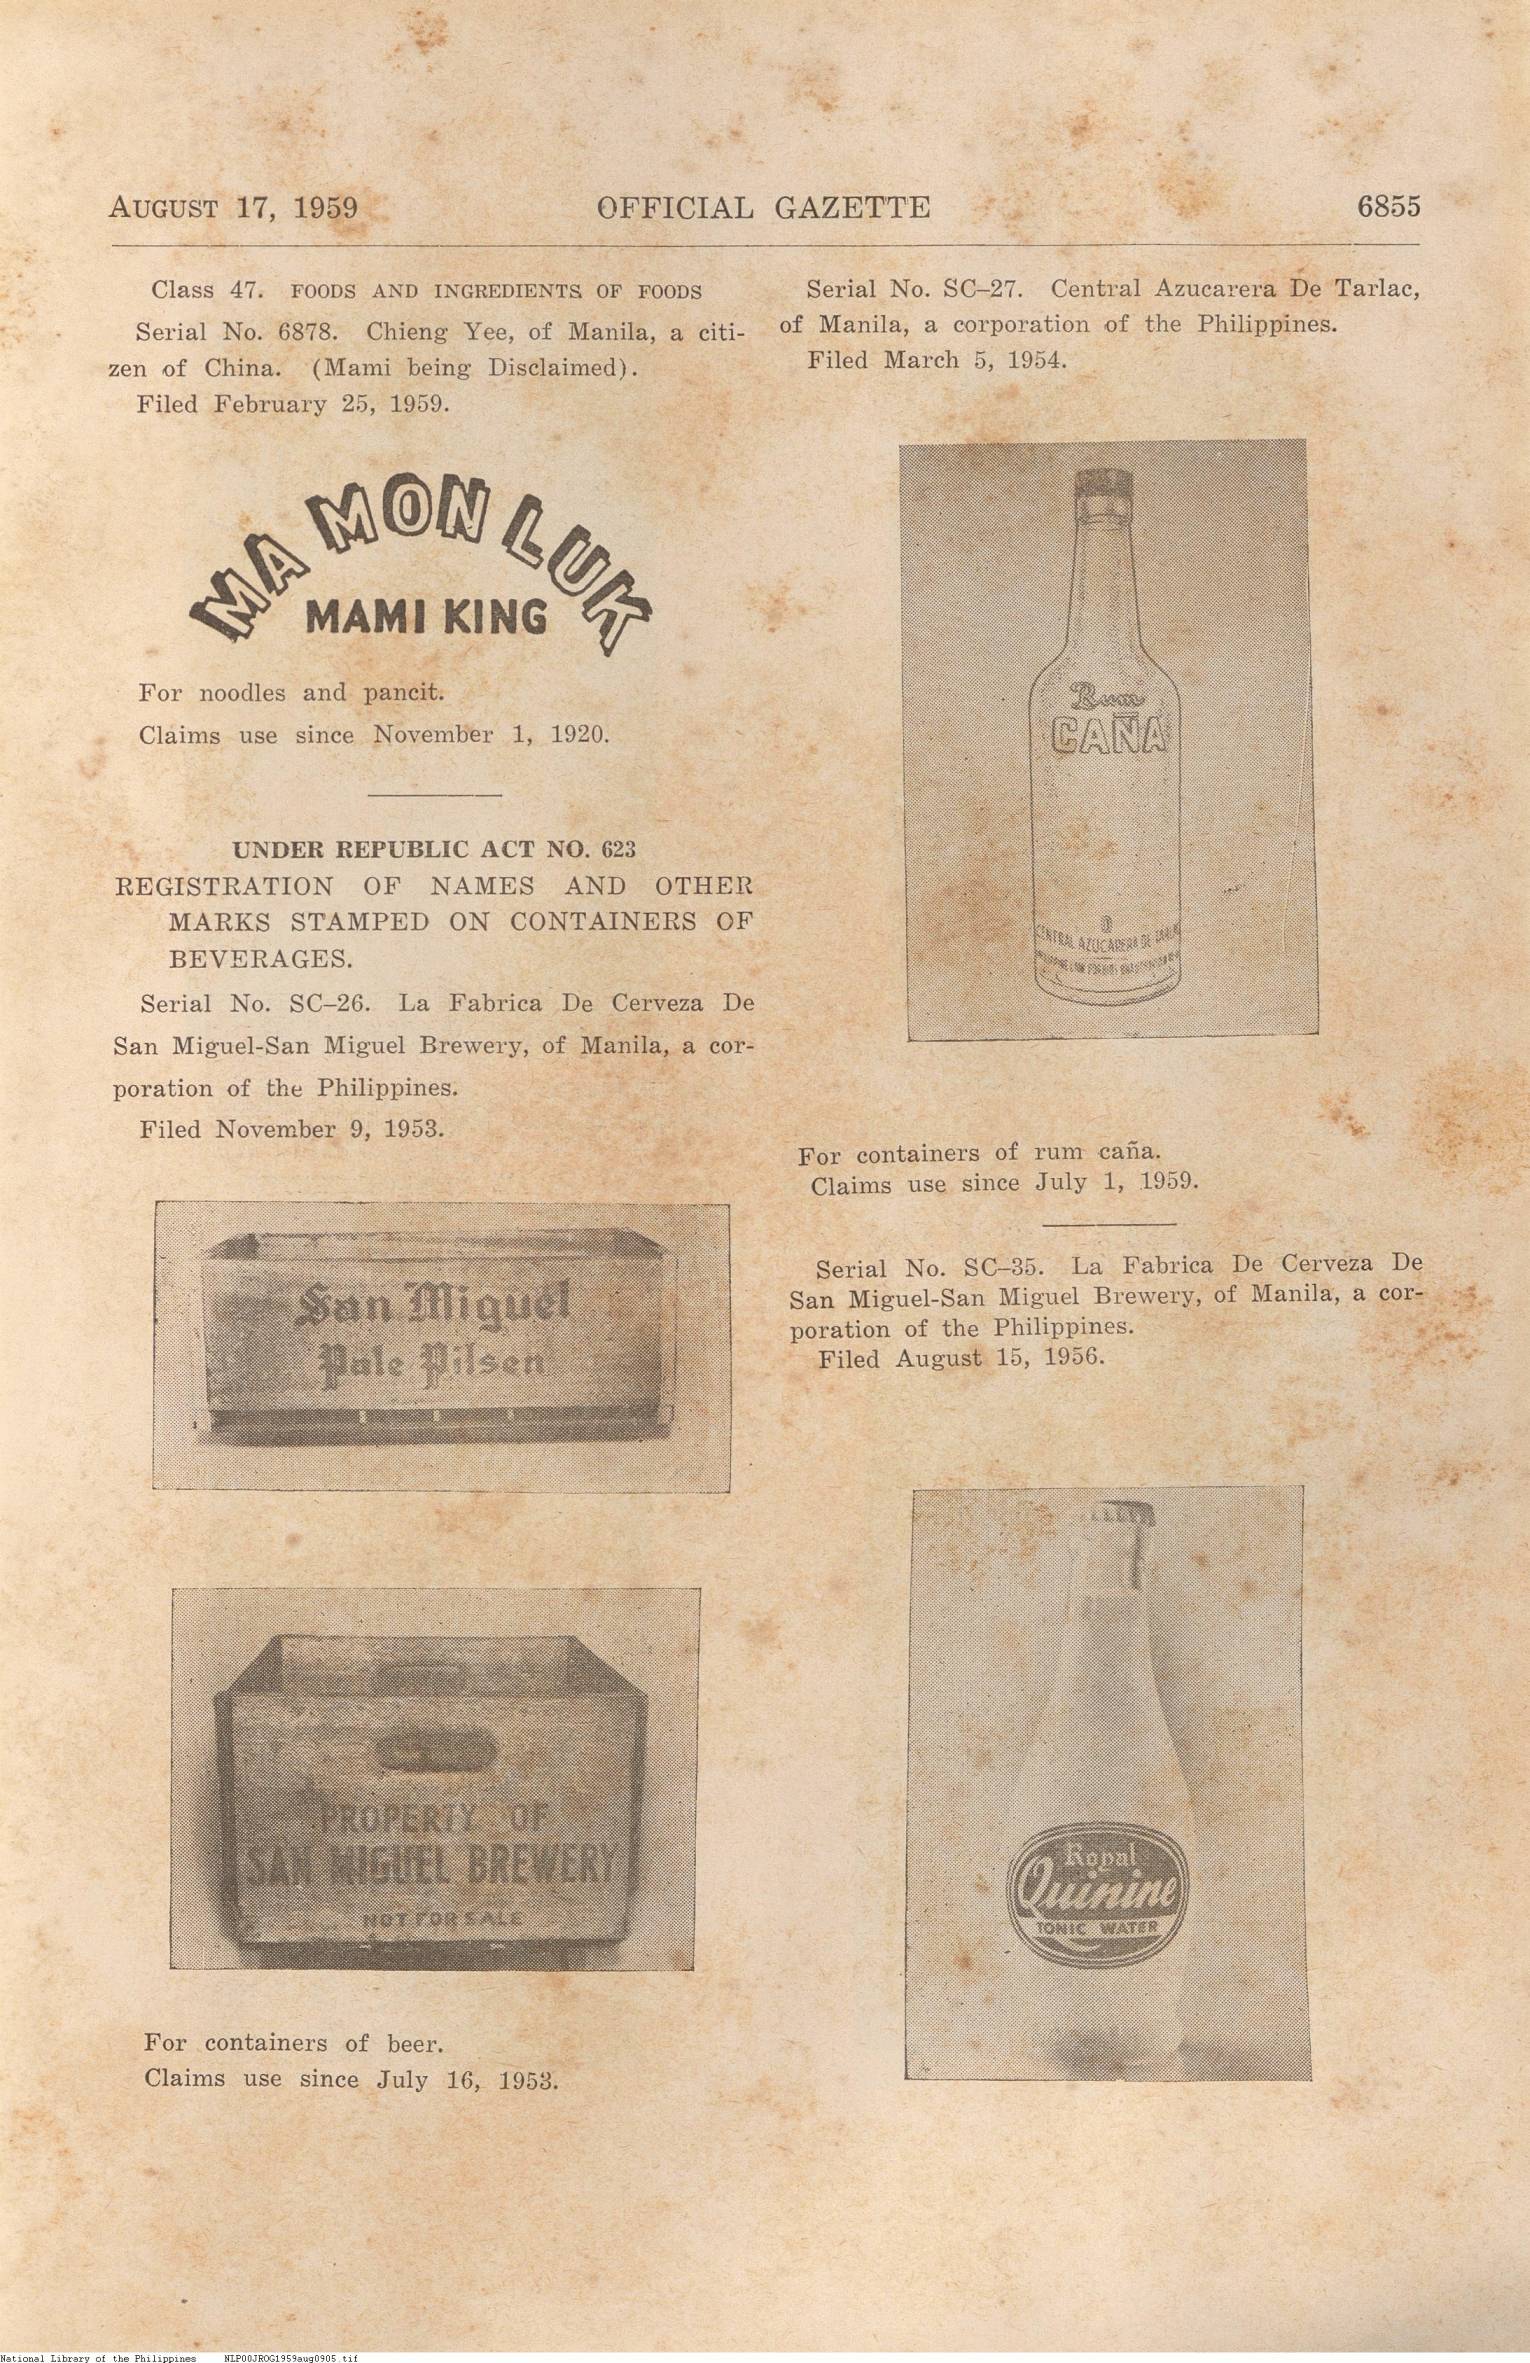 AUGUST 17, 1959 OFFICIAL GAZETTE 6855
Class 47. FOODS AND INGREDIENTS OF FOODS
Serial No. 6878. Chieng Yee, of Manila, a citi-
zen of China. (Mami being Disclaimed).
Filed February 25, 1959.
MA MON LUK
MAMI KING
For noodles and pancit.
Claims use since November 1, 1920.
UNDER REPUBLIC ACT NO. 623
REGISTRATION OF NAMES AND OTHER
MARKS STAMPED ON CONTAINERS OF
BEVERAGES.
Serial No. SC–26. La Fabrica De Cerveza De
San Miguel-San Miguel Brewery, of Manila, a cor-
poration of the Philippines.
Filed November 9, 1953.
San Miguel
Pale Pilsen
PROPERTY OF
SAN MIGUEL BREWERY
NOT FOR SALE
For containers of beer.
Claims use since July 16, 1953.
Serial No. SC–27. Central Azucarera De Tarlac,
of Manila, a corporation of the Philippines.
Filed March 5, 1954.
Rum
CAÑA
CENTRAL AZUCARERA DE TARLAC
For containers of rum caña.
Claims use since July 1, 1959.
Serial No. SC–35. La Fabrica De Cerveza De
San Miguel-San Miguel Brewery, of Manila, a cor-
poration of the Philippines.
Filed August 15, 1956.
Royal
Quinine
TONIC WATER
National Library of the Philippines NLP00JROG1959aug0905.tif